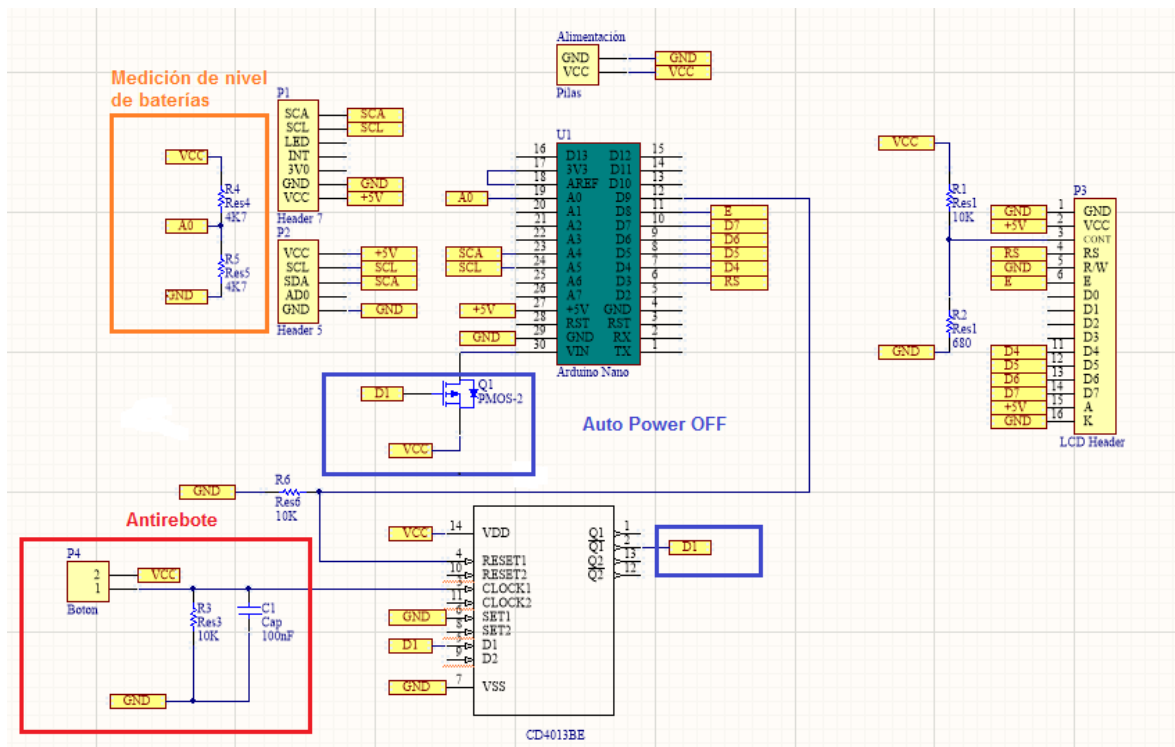 Alimentación
GND
VCC
GND
VCC
Pilas
Medición de nivel
de baterías
VCC
R4
Res4
4K7
A0
R5
Res5
4K7
GND
P1
SCA
SCL
LED
INT
3V0
GND
VCC
SCA
SCL
GND
+5V
Header 7
P2
VCC
SCL
SDA
AD0
GND
+5V
SCL
SCA
GND
Header 5
U1
16 D13 D12 15
17 3V3 D11 14
18 AREF D10 13
A0 19 A0 D9 12
20 A1 D8 11 E
21 A2 D7 10 D7
22 A3 D6 9 D6
SCA 23 A4 D5 8 D5
SCL 24 A5 D4 7 D4
25 A6 D3 6 RS
26 A7 D2 5
+5V 27 +5V GND 4
28 RST RST 3
GND 29 GND RX 2
30 VIN TX 1
Arduino Nano
VCC
R1
Res1
10K
R2
Res1
680
GND
P3
GND 1 GND
+5V 2 VCC
3 CONT
RS 4 RS
GND 5 R/W
E 6 E
D0
D1
D2
D3
D4 11 D4
D5 12 D5
D6 13 D6
D7 14 D7
+5V 15 A
GND 16 K
LCD Header
D1
Q1
PMOS-2
VCC
Auto Power OFF
GND
R6
Res6
10K
Antirebote
P4
2
1
VCC
Boton
R3
Res3
10K
C1
Cap
100nF
GND
VCC 14 VDD
4 RESET1
10 RESET2
3 CLOCK1
11 CLOCK2
GND 6 SET1
8 SET2
D1 5 D1
9 D2
GND 7 VSS
Q1 1
Q1 2 D1
Q2 13
Q2 12
CD4013BE